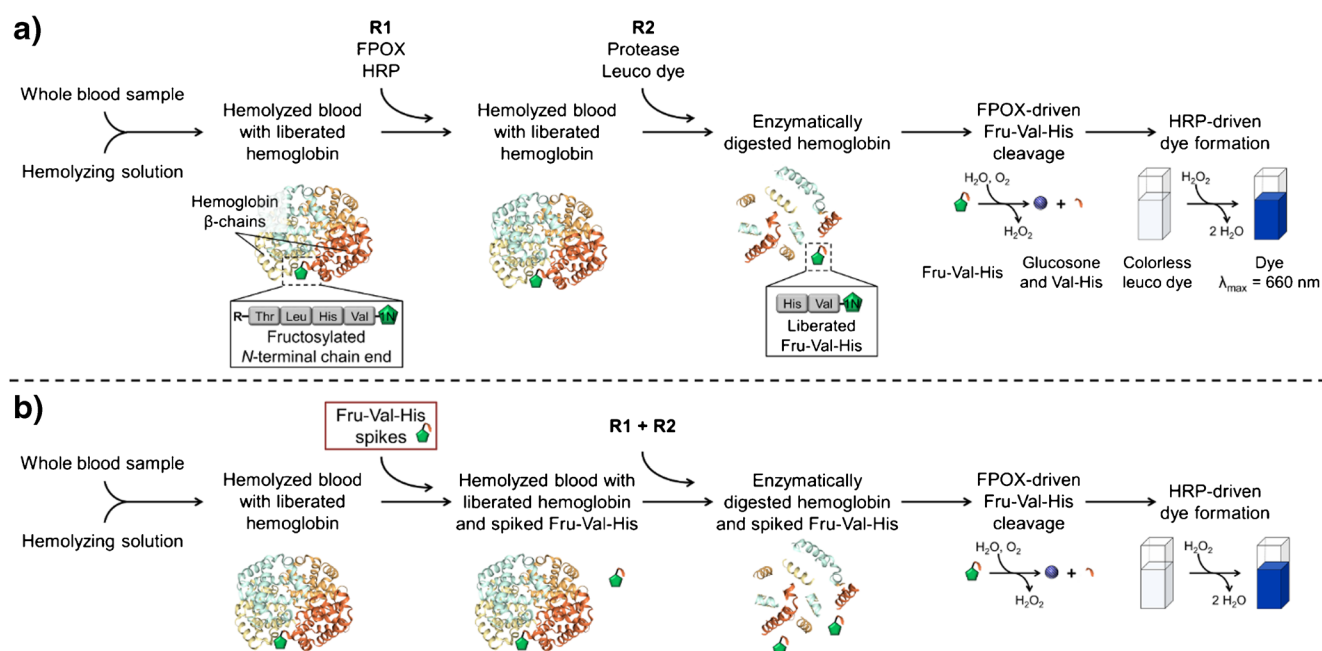 a)
R1
FPOX
HRP
R2
Protease
Leuco dye
Whole blood sample
Hemolyzing solution
Hemolyzed blood
with liberated
hemoglobin
Hemolyzed blood
with liberated
hemoglobin
Enzymatically
digested hemoglobin
FPOX-driven
Fru-Val-His
cleavage
HRP-driven
dye formation
Hemoglobin
β-chains
H₂O, O₂
+
H₂O₂
H₂O₂
2 H₂O
Fru-Val-His
Glucosone
and Val-His
Colorless
leuco dye
Dye
λmax = 660 nm
R Thr Leu His Val 1N
Fructosylated
N-terminal chain end
His Val 1N
Liberated
Fru-Val-His
b)
Fru-Val-His
spikes
R1 + R2
Whole blood sample
Hemolyzing solution
Hemolyzed blood
with liberated
hemoglobin
Hemolyzed blood with
liberated hemoglobin
and spiked Fru-Val-His
Enzymatically
digested hemoglobin
and spiked Fru-Val-His
FPOX-driven
Fru-Val-His
cleavage
HRP-driven
dye formation
H₂O, O₂
+
H₂O₂
H₂O₂
2 H₂O